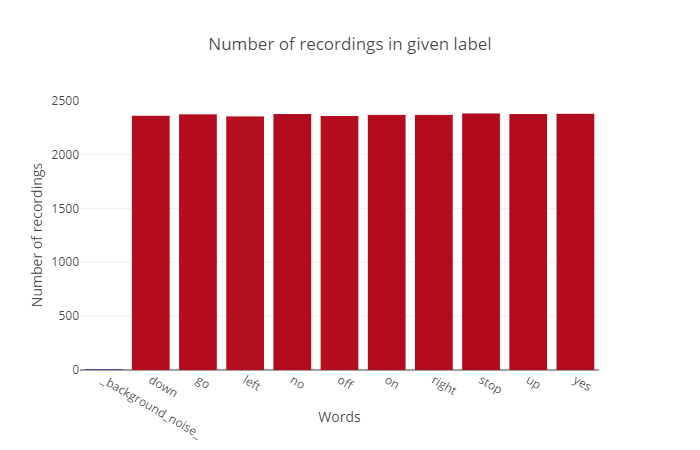 Number of recordings in given label
Number of recordings
2500
2000
1500
1000
500
0
_background_noise_
down
go
left
no
off
on
right
stop
up
yes
Words